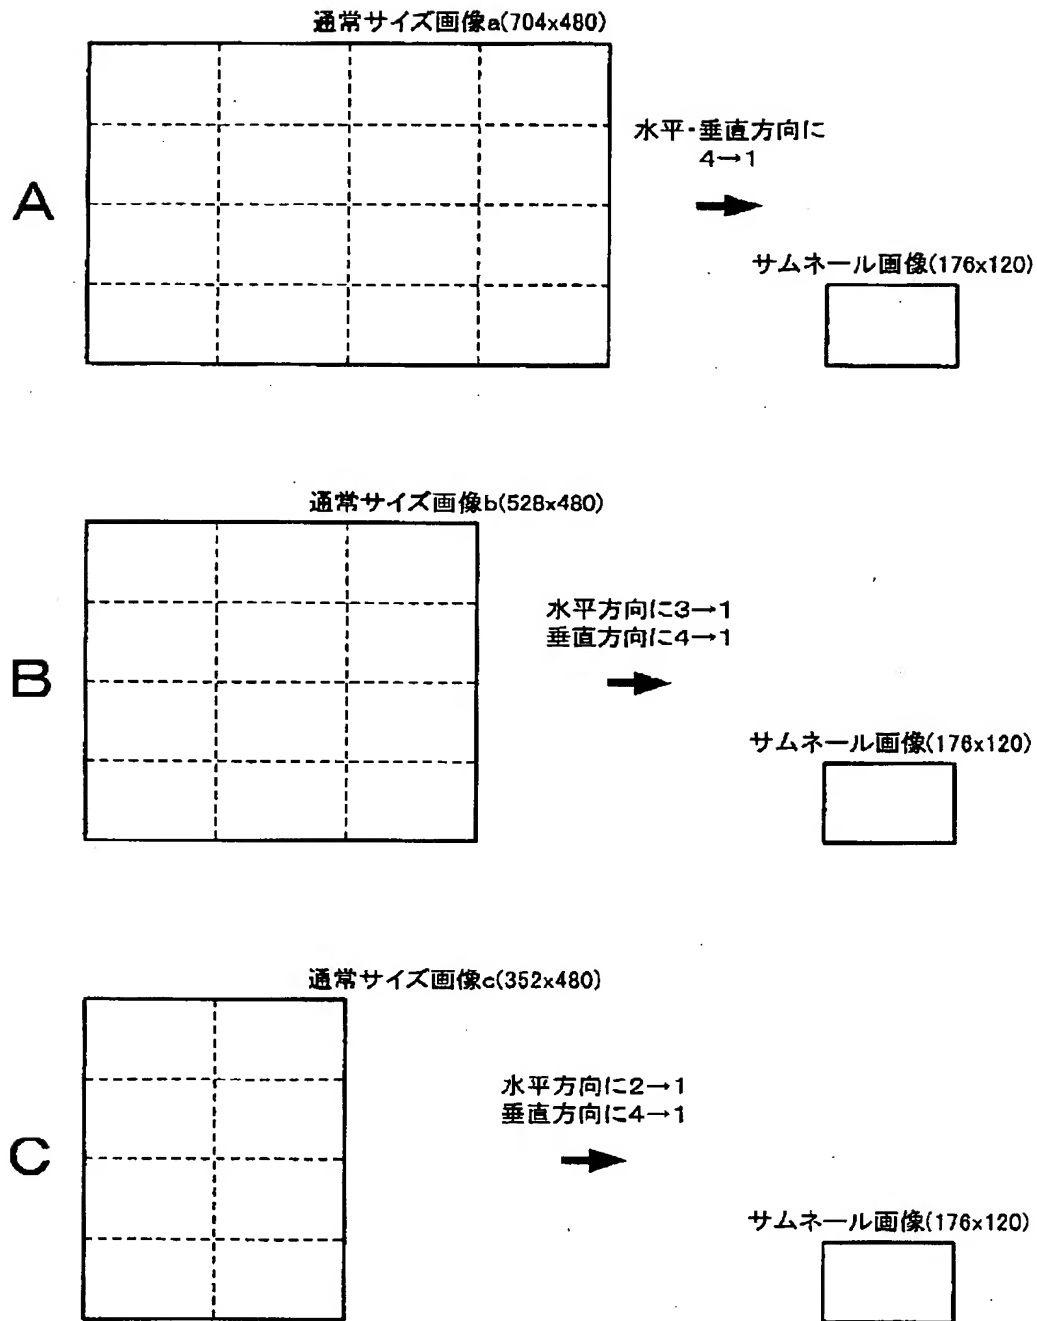 通常サイズ画像a(704x480)
水平・垂直方向に
4→1
A
サムネール画像(176x120)
通常サイズ画像b(528x480)
水平方向に3→1
垂直方向に4→1
B
サムネール画像(176x120)
通常サイズ画像c(352x480)
水平方向に2→1
垂直方向に4→1
C
サムネール画像(176x120)